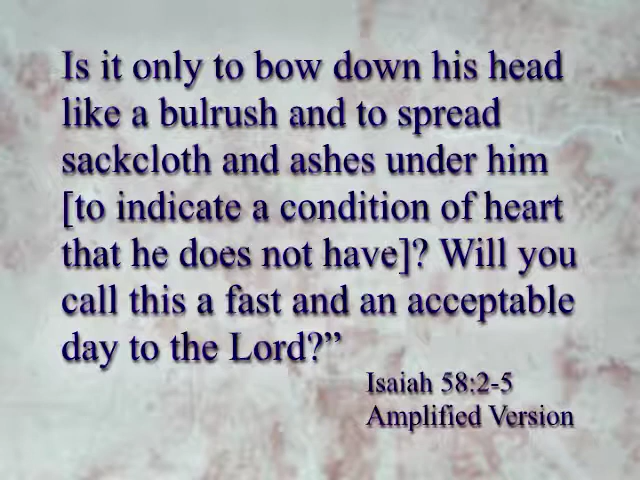 Is it only to bow down his head
like a bulrush and to spread
sackcloth and ashes under him
[to indicate a condition of heart
that he does not have]? Will you
call this a fast and an acceptable
day to the Lord?”
Isaiah 58:2-5
Amplified Version